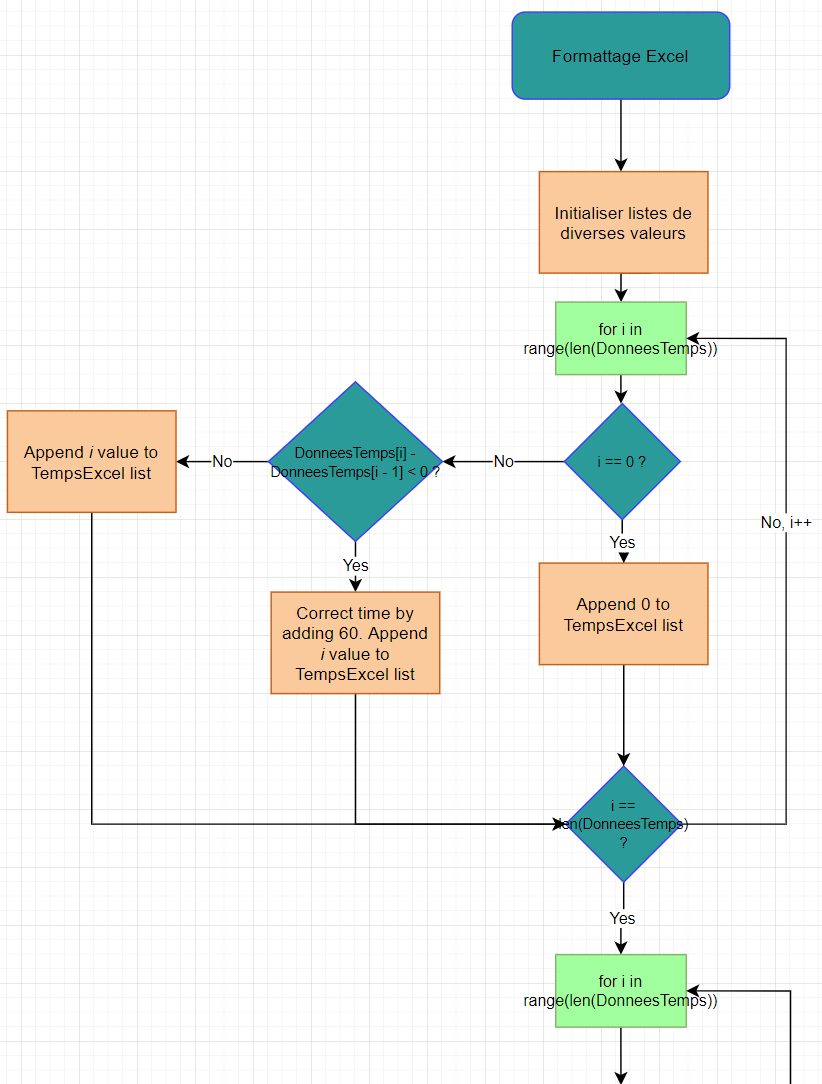 Formattage Excel
Initialiser listes de
diverses valeurs
for i in
range(len(DonneesTemps))
i == 0 ?
No
DonneesTemps[i] -
DonneesTemps[i - 1] < 0 ?
No
Append i value to
TempsExcel list
Yes
Correct time by
adding 60. Append
i value to
TempsExcel list
Yes
Append 0 to
TempsExcel list
No, i++
i ==
len(DonneesTemps)
?
Yes
for i in
range(len(DonneesTemps))